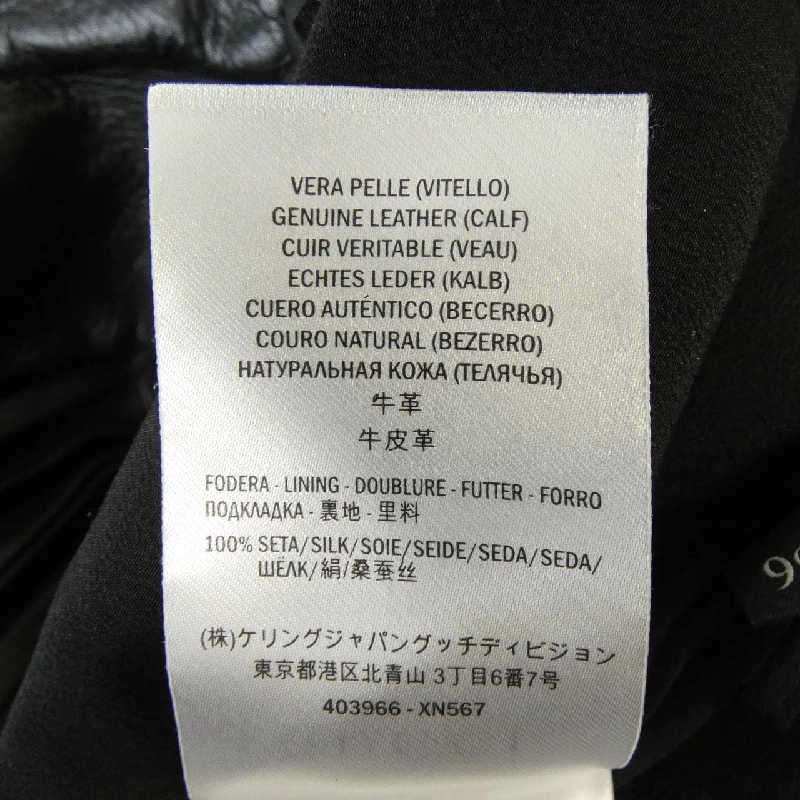 VERA PELLE (VITELLO)
GENUINE LEATHER (CALF)
CUIR VERITABLE (VEAU)
ECHTES LEDER (KALB)
CUERO AUTÉNTICO (BECERRO)
COURO NATURAL (BEZERRO)
НАТУРАЛЬНАЯ КОЖА (ТЕЛЯЧЬЯ)
牛革
牛皮革
FODERA - LINING - DOUBLURE - FUTTER - FORRO
ПОДКЛАДКА - 裏地 - 里料
100% SETA/SILK/SOIE/SEIDE/SEDA/SEDA/
ШЁЛК/絹/桑蚕丝
(株)ケリングジャパングッチディビジョン
東京都港区北青山 3丁目6番7号
403966 - XN567